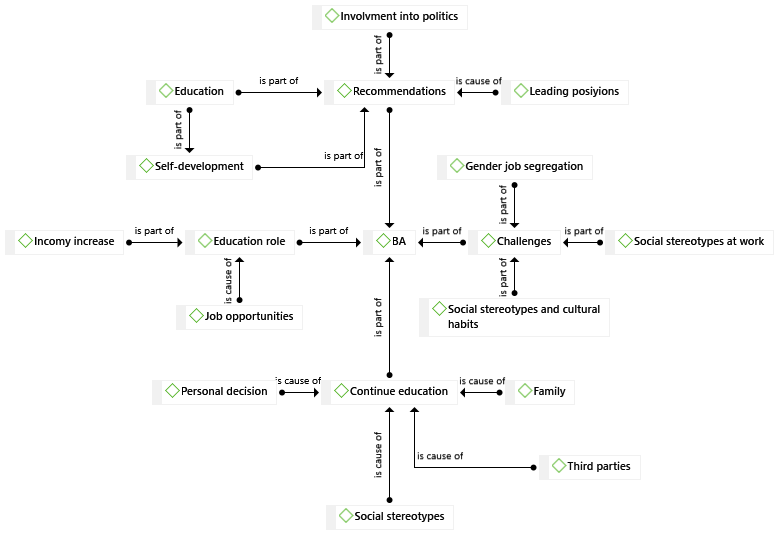 Involvment into politics
is part of
Education
is part of
Recommendations
is cause of
Leading posiyions
is part of
Self-development
is part of
is part of
Gender job segregation
is part of
Incomy increase
is part of
Education role
is part of
BA
is part of
Challenges
is part of
Social stereotypes at work
is cause of
is part of
Job opportunities
Social stereotypes and cultural
habits
is part of
Personal decision
is cause of
Continue education
is cause of
Family
is cause of
is cause of
Third parties
Social stereotypes